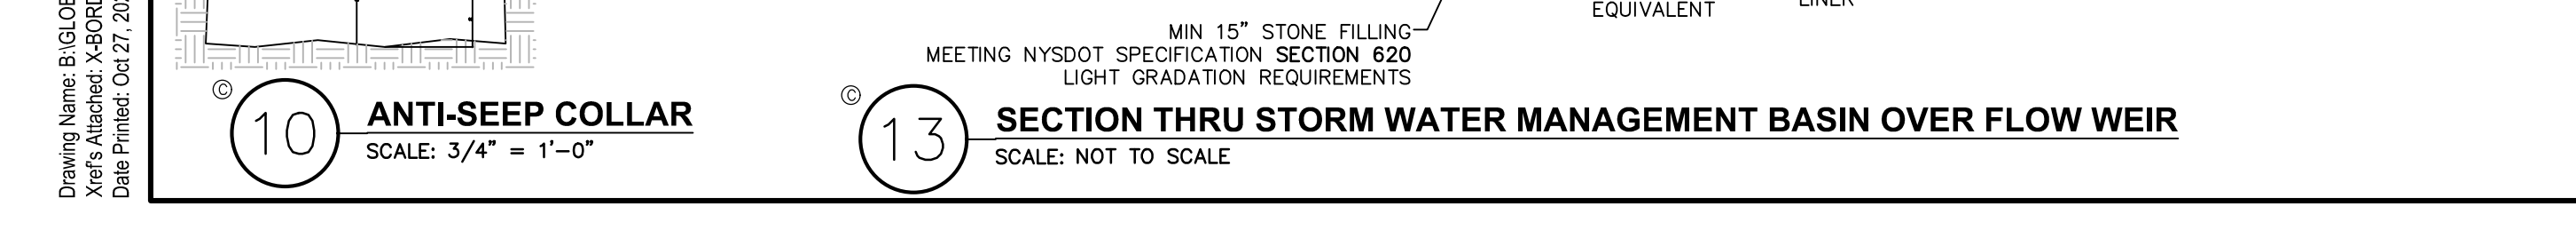 Drawing Name: B:\GLOB
Xref's Attached: X-BORD
Date Printed: Oct 27, 202
EQUIVALENT
LINER
MIN 15" STONE FILLING
MEETING NYSDOT SPECIFICATION SECTION 620
LIGHT GRADATION REQUIREMENTS
©
10
ANTI-SEEP COLLAR
SCALE: 3/4" = 1'-0"
©
13
SECTION THRU STORM WATER MANAGEMENT BASIN OVER FLOW WEIR
SCALE: NOT TO SCALE